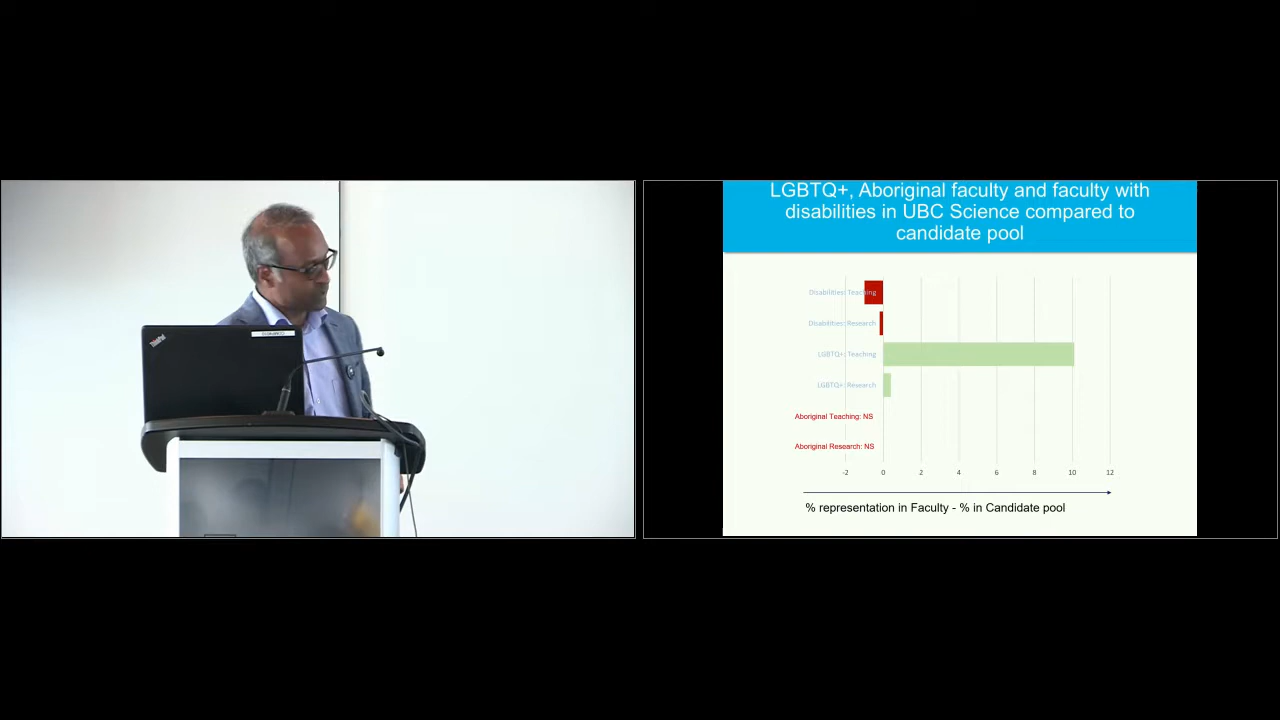 ThinkPad
LGBTQ+, Aboriginal faculty and faculty with
disabilities in UBC Science compared to
candidate pool
Disabilities: Teaching
Disabilities: Research
LGBTQ+: Teaching
LGBTQ+: Research
Aboriginal Teaching: NS
Aboriginal Research: NS
-2 0 2 4 6 8 10 12
% representation in Faculty - % in Candidate pool